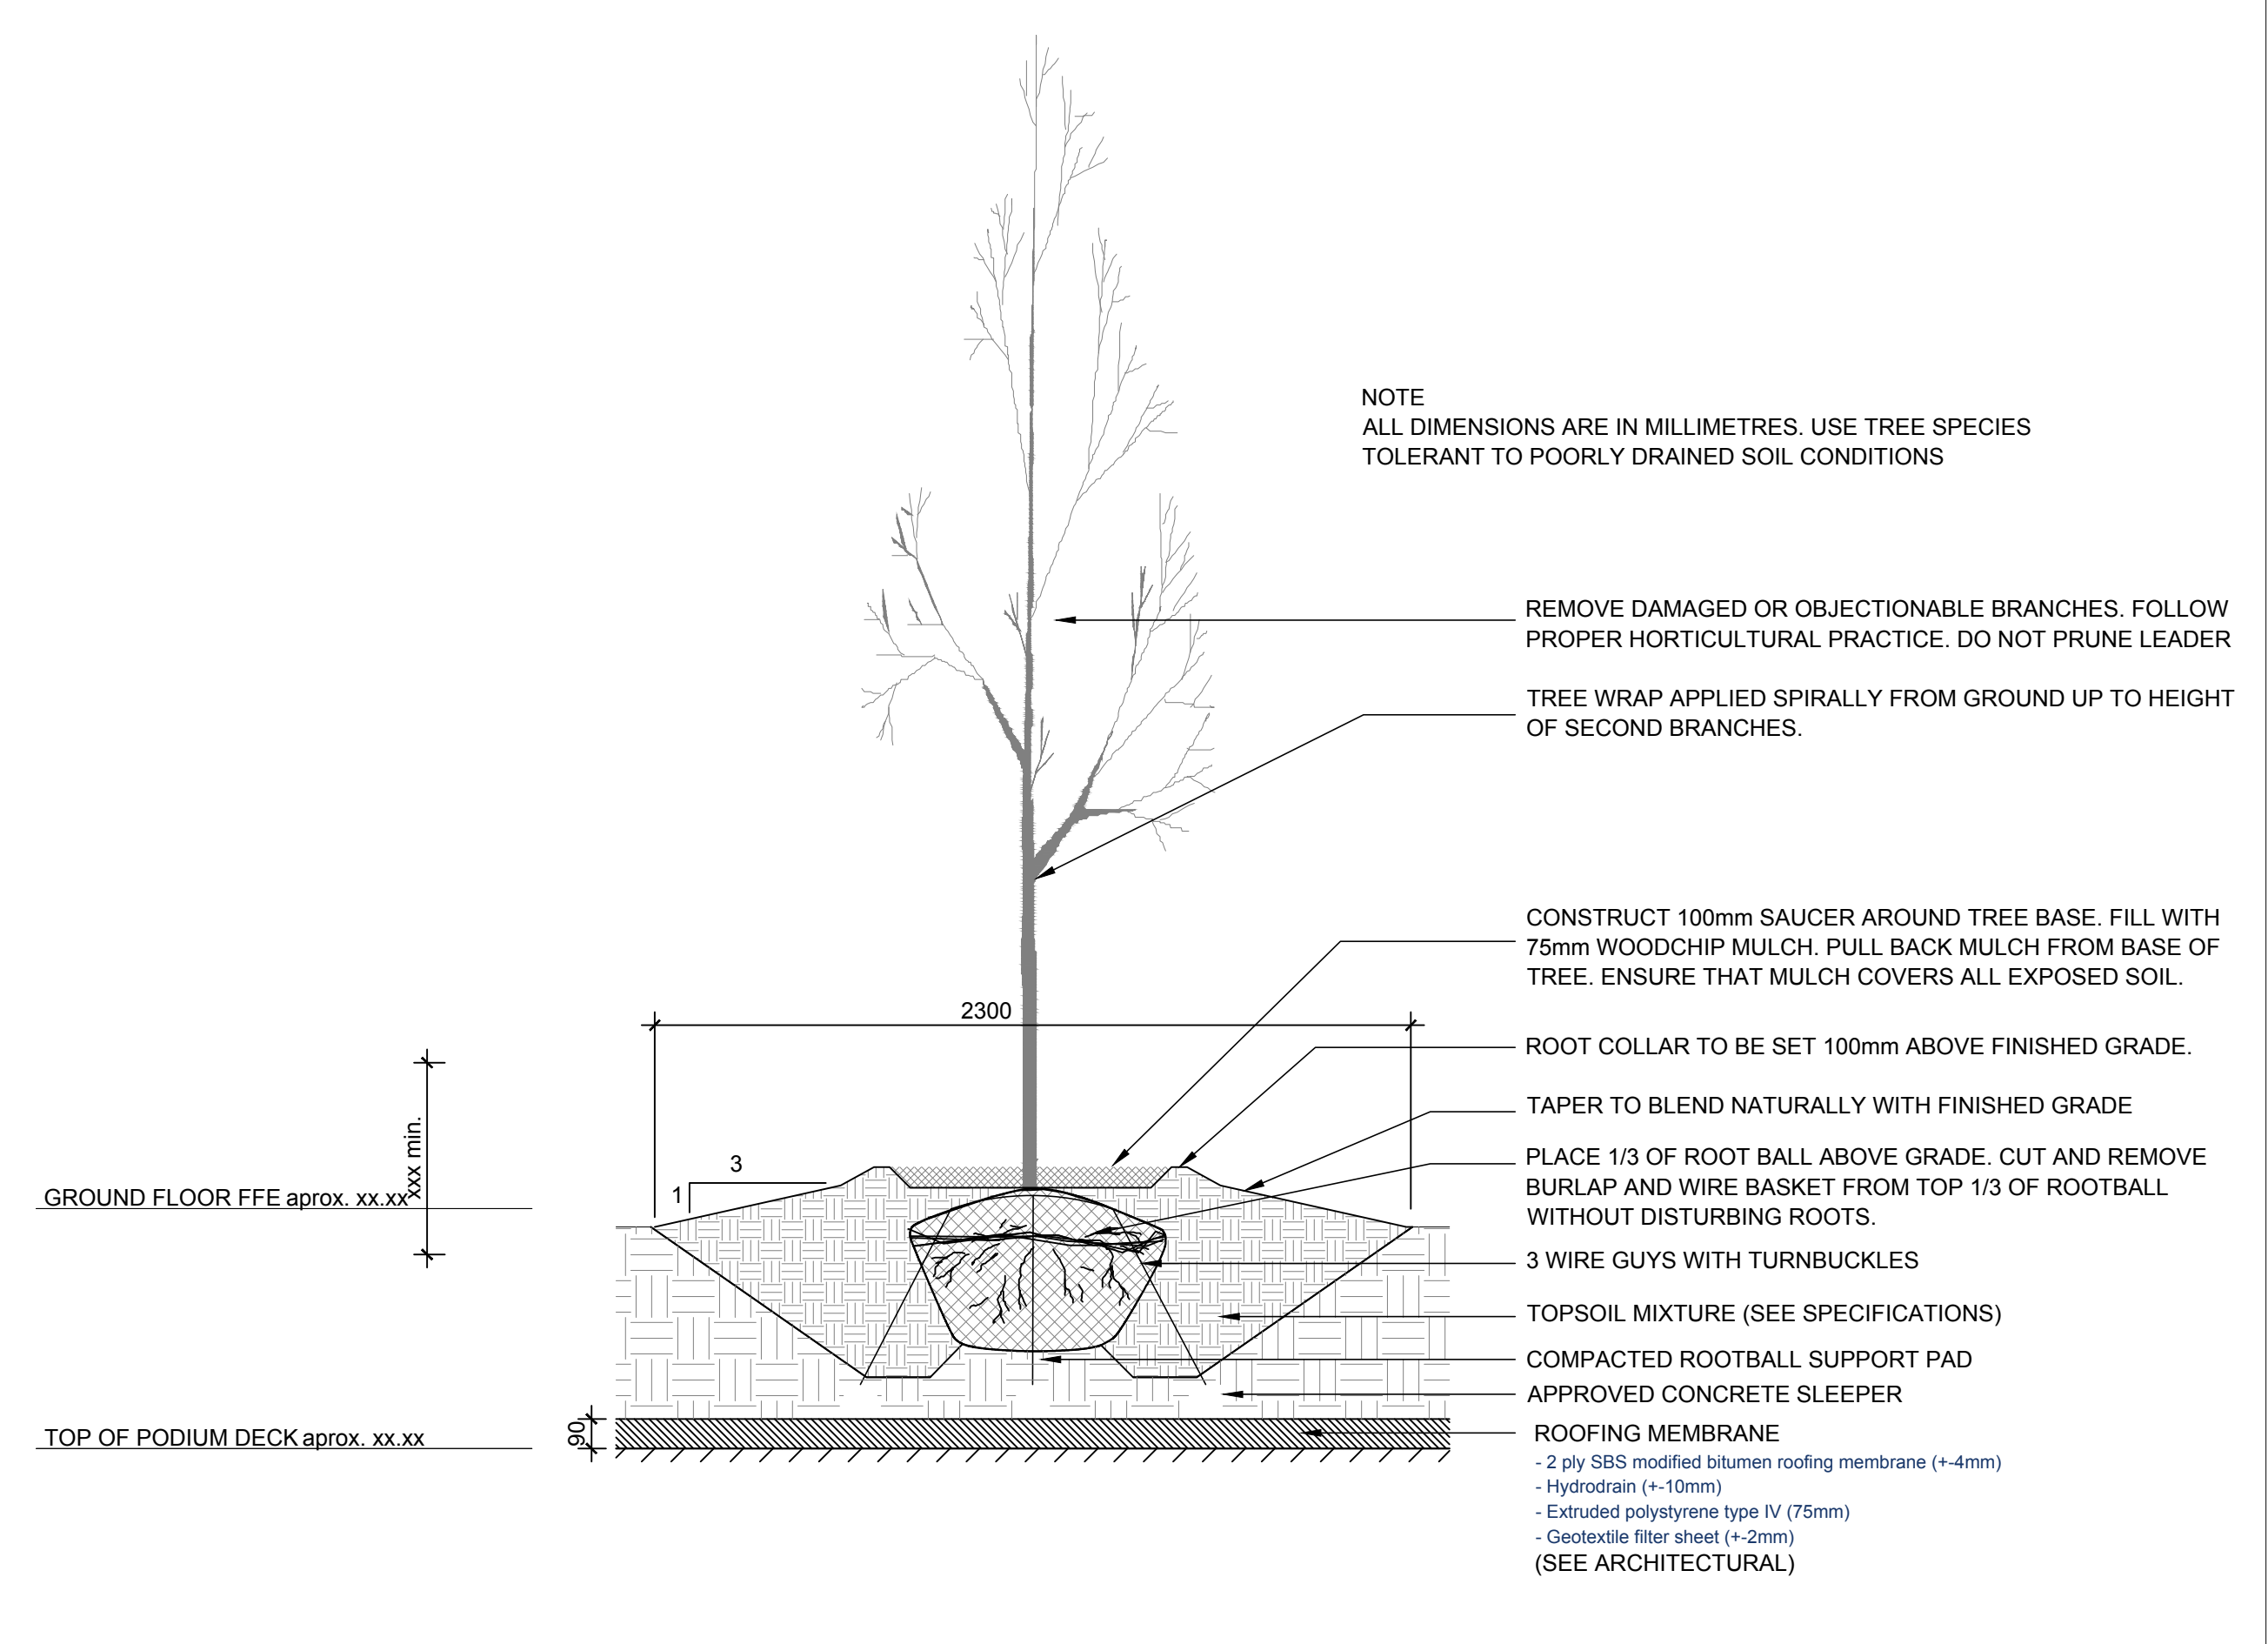 NOTE
ALL DIMENSIONS ARE IN MILLIMETRES. USE TREE SPECIES
TOLERANT TO POORLY DRAINED SOIL CONDITIONS
REMOVE DAMAGED OR OBJECTIONABLE BRANCHES. FOLLOW
PROPER HORTICULTURAL PRACTICE. DO NOT PRUNE LEADER
TREE WRAP APPLIED SPIRALLY FROM GROUND UP TO HEIGHT
OF SECOND BRANCHES.
CONSTRUCT 100mm SAUCER AROUND TREE BASE. FILL WITH
75mm WOODCHIP MULCH. PULL BACK MULCH FROM BASE OF
TREE. ENSURE THAT MULCH COVERS ALL EXPOSED SOIL.
2300
ROOT COLLAR TO BE SET 100mm ABOVE FINISHED GRADE.
TAPER TO BLEND NATURALLY WITH FINISHED GRADE
xxx min.
3
1
PLACE 1/3 OF ROOT BALL ABOVE GRADE. CUT AND REMOVE
BURLAP AND WIRE BASKET FROM TOP 1/3 OF ROOTBALL
WITHOUT DISTURBING ROOTS.
GROUND FLOOR FFE aprox. xx.xx
3 WIRE GUYS WITH TURNBUCKLES
TOPSOIL MIXTURE (SEE SPECIFICATIONS)
COMPACTED ROOTBALL SUPPORT PAD
APPROVED CONCRETE SLEEPER
TOP OF PODIUM DECK aprox. xx.xx
90
ROOFING MEMBRANE
- 2 ply SBS modified bitumen roofing membrane (+-4mm)
- Hydrodrain (+-10mm)
- Extruded polystyrene type IV (75mm)
- Geotextile filter sheet (+-2mm)
(SEE ARCHITECTURAL)